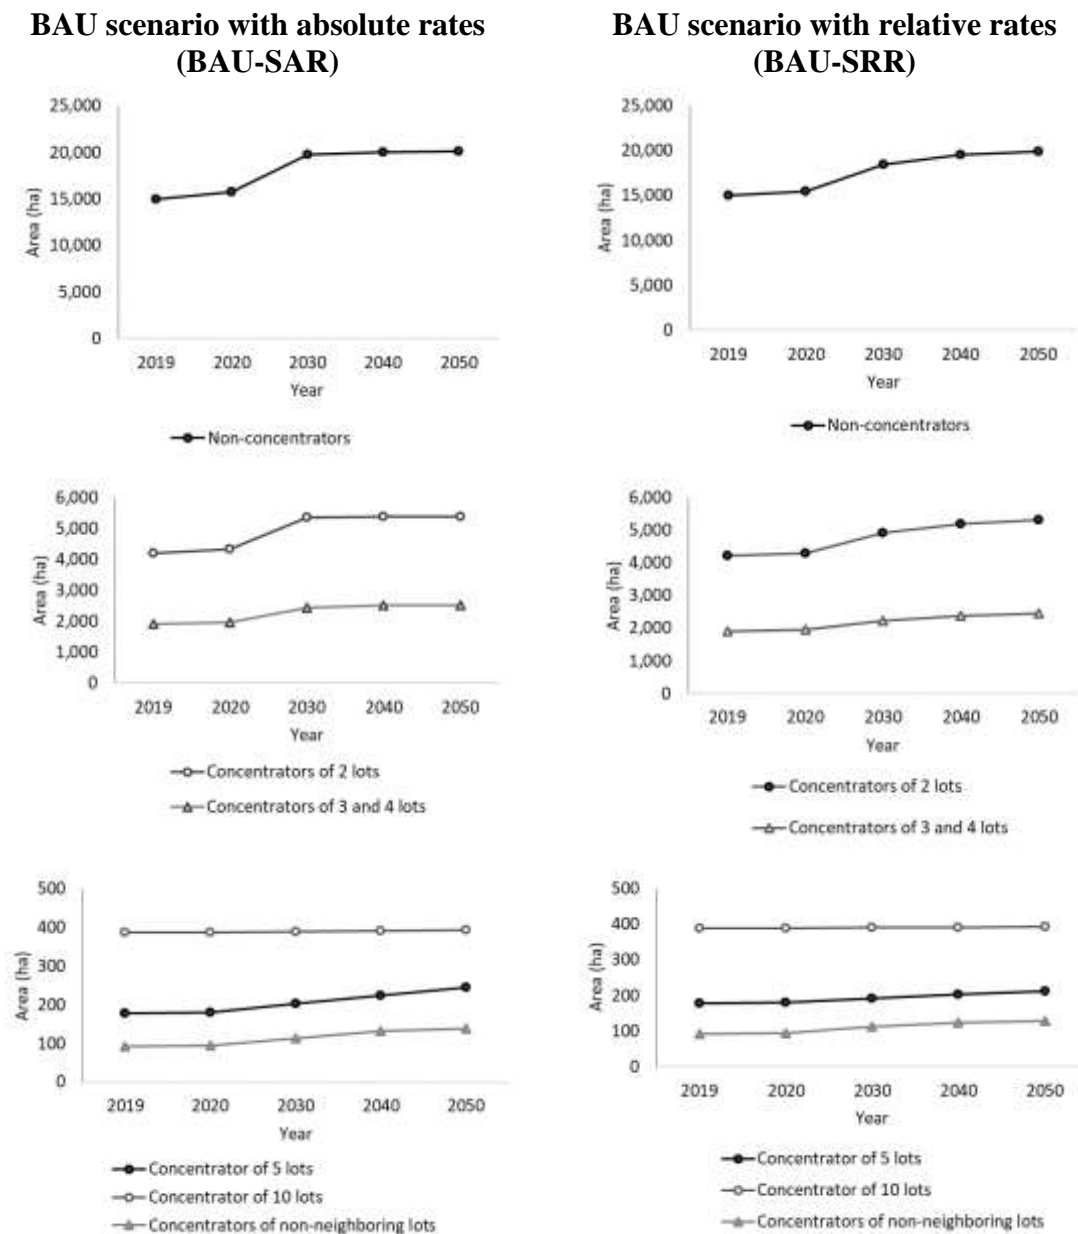 BAU scenario with absolute rates
(BAU-SAR)
25,000
20,000
15,000
10,000
5,000
0
Area (ha)
2019 2020 2030 2040 2050
Year
Non-concentrators
6,000
5,000
4,000
3,000
2,000
1,000
0
Area (ha)
2019 2020 2030 2040 2050
Year
Concentrators of 2 lots
Concentrators of 3 and 4 lots
500
400
300
200
100
0
Area (ha)
2019 2020 2030 2040 2050
Year
Concentrator of 5 lots
Concentrator of 10 lots
Concentrators of non-neighboring lots
BAU scenario with relative rates
(BAU-SRR)
25,000
20,000
15,000
10,000
5,000
0
Area (ha)
2019 2020 2030 2040 2050
Year
Non-concentrators
6,000
5,000
4,000
3,000
2,000
1,000
0
Area (ha)
2019 2020 2030 2040 2050
Year
Concentrators of 2 lots
Concentrators of 3 and 4 lots
500
400
300
200
100
0
Area (ha)
2019 2020 2030 2040 2050
Year
Concentrator of 5 lots
Concentrator of 10 lots
Concentrators of non-neighboring lots